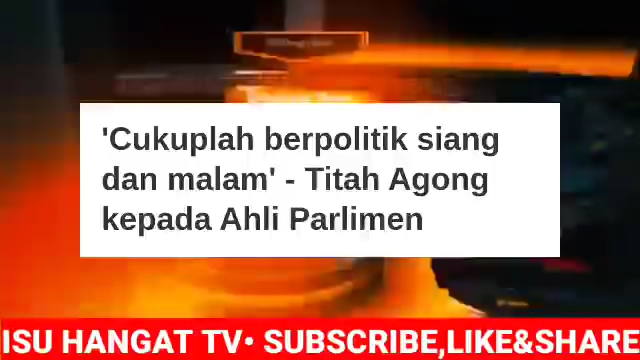 'Cukuplah berpolitik siang
dan malam' - Titah Agong
kepada Ahli Parlimen
ISU HANGAT TV• SUBSCRIBE,LIKE&SHARE